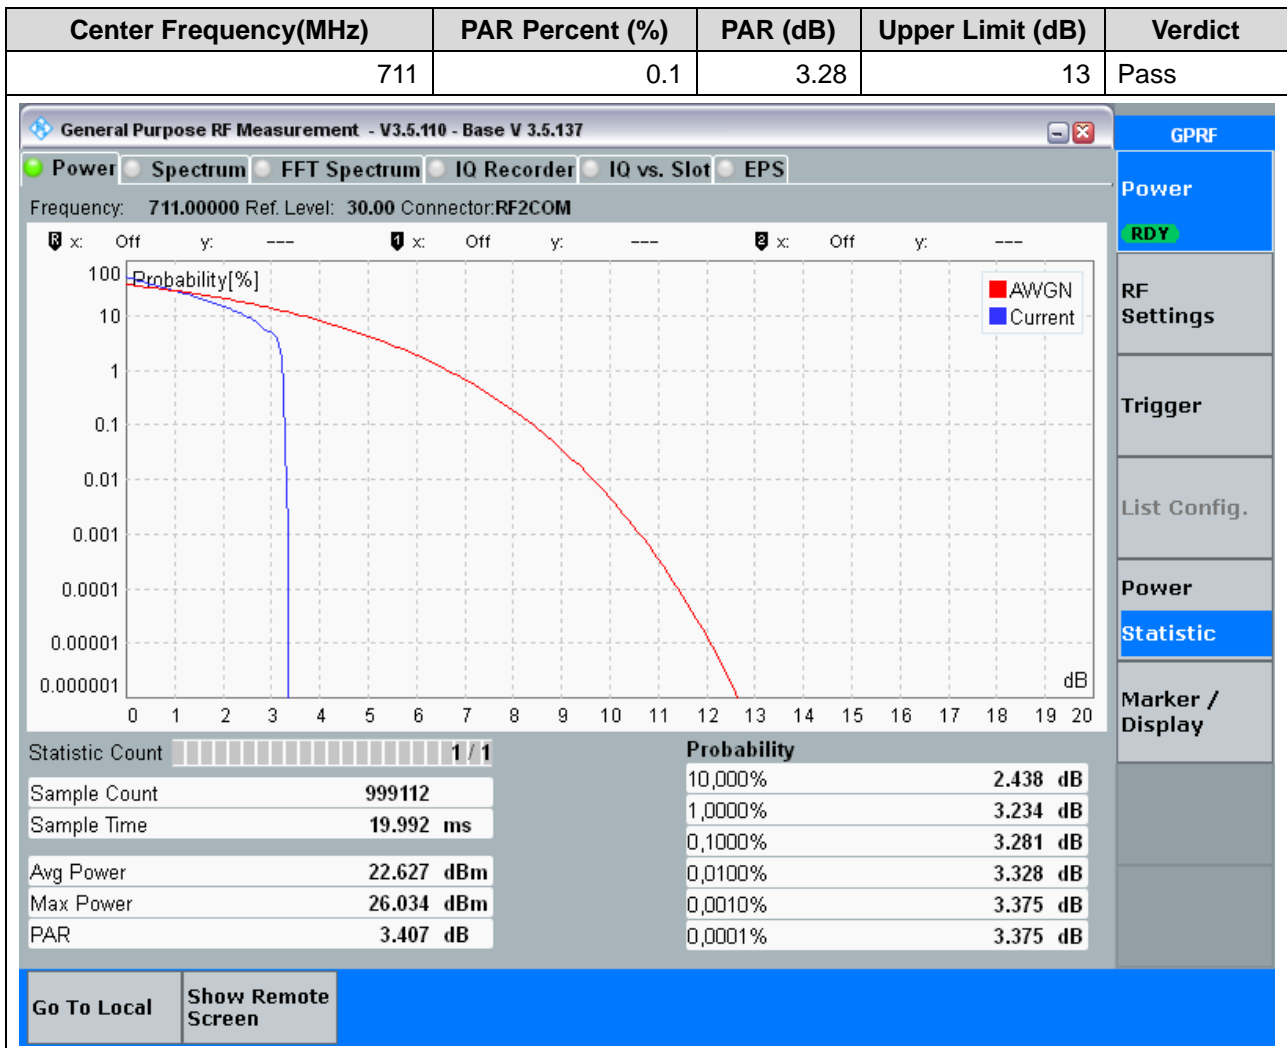 Center Frequency(MHz) PAR Percent (%) PAR (dB) Upper Limit (dB) Verdict
711 0.1 3.28 13 Pass
General Purpose RF Measurement - V3.5.110 - Base V 3.5.137
GPRF
Power Spectrum FFT Spectrum IQ Recorder IQ vs. Slot EPS
Frequency: 711.00000 Ref. Level: 30.00 Connector:RF2COM
R x: Off y: --- 1 x: Off y: --- 2 x: Off y: ---
Probability[%]
AWGN
Current
100
10
1
0.1
0.01
0.001
0.0001
0.00001
0.000001
dB
0 1 2 3 4 5 6 7 8 9 10 11 12 13 14 15 16 17 18 19 20
Statistic Count 1 / 1
Sample Count 999112
Sample Time 19.992 ms
Avg Power 22.627 dBm
Max Power 26.034 dBm
PAR 3.407 dB
Probability
10,000% 2.438 dB
1,0000% 3.234 dB
0,1000% 3.281 dB
0,0100% 3.328 dB
0,0010% 3.375 dB
0,0001% 3.375 dB
Power
RDY
RF
Settings
Trigger
List Config.
Power
Statistic
Marker /
Display
Go To Local
Show Remote
Screen